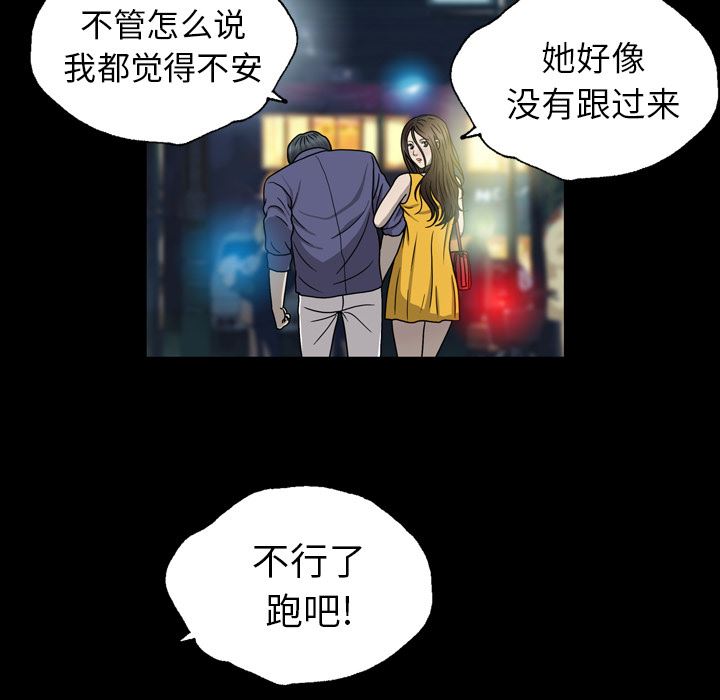 不管怎么说
我都觉得不安
她好像
没有跟过来
不行了
跑吧!